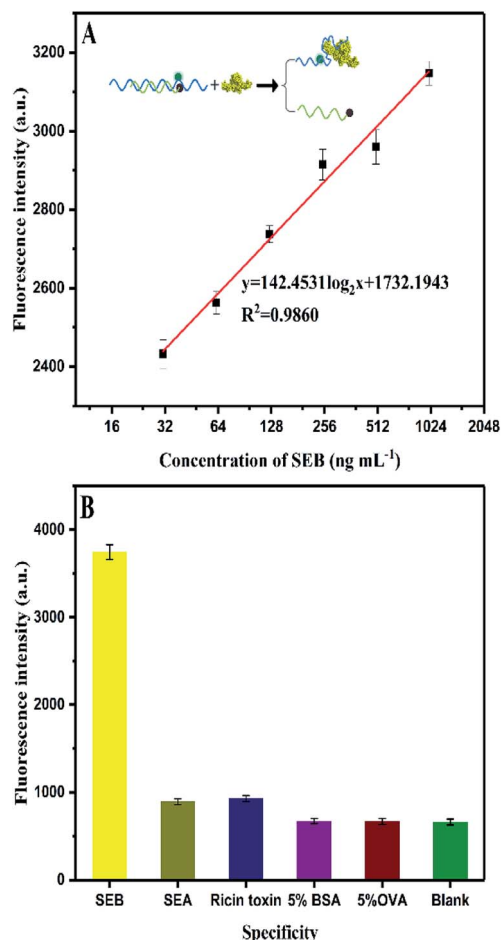 A
Fluorescence intensity (a.u.)
3200
3000
2800
2600
2400
+
y=142.4531log₂x+1732.1943
R²=0.9860
16 32 64 128 256 512 1024 2048
Concentration of SEB (ng mL⁻¹)
B
Fluorescence intensity (a.u.)
4000
3000
2000
1000
0
SEB SEA Ricin toxin 5% BSA 5%OVA Blank
Specificity